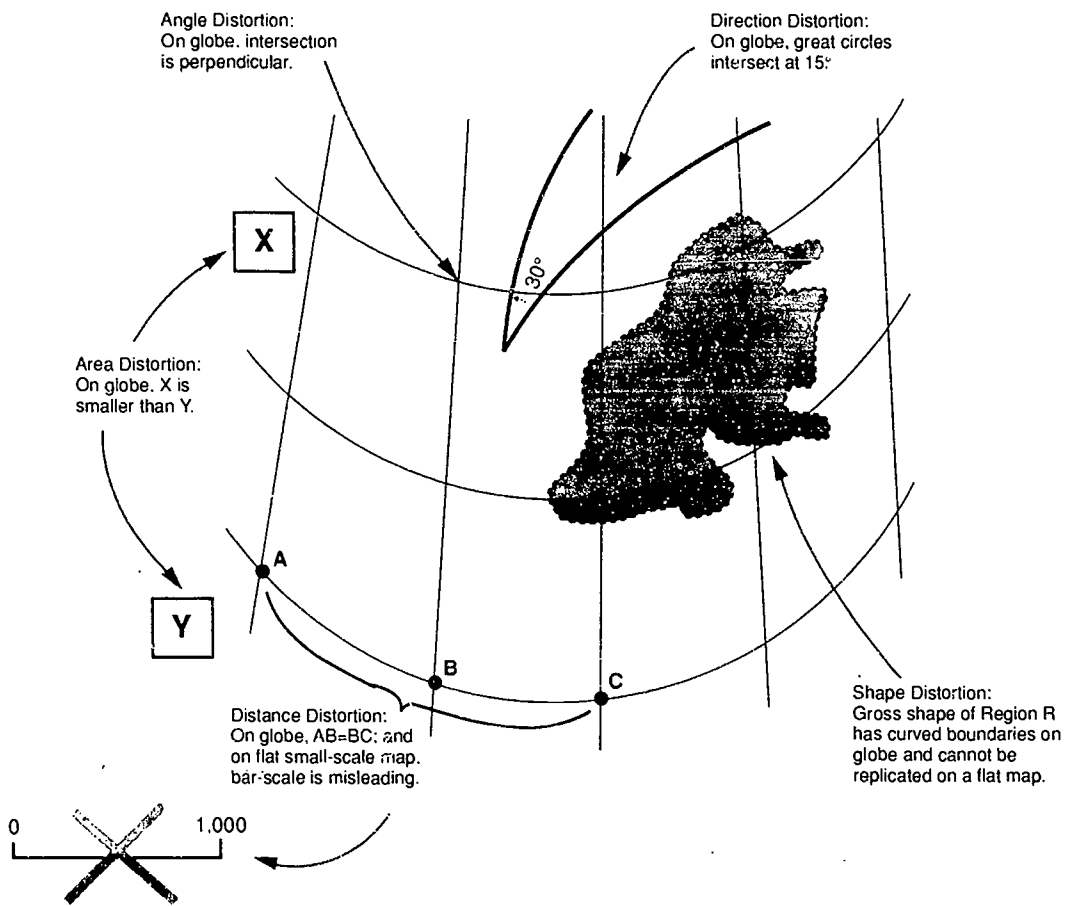 Angle Distortion:
On globe, intersection
is perpendicular.
Direction Distortion:
On globe, great circles
intersect at 15°
X
30°
Area Distortion:
On globe. X is
smaller than Y.
A
Y
B
C
Distance Distortion:
On globe, AB=BC; and
on flat small-scale map.
bar-scale is misleading.
Shape Distortion:
Gross shape of Region R
has curved boundaries on
globe and cannot be
replicated on a flat map.
0 1,000